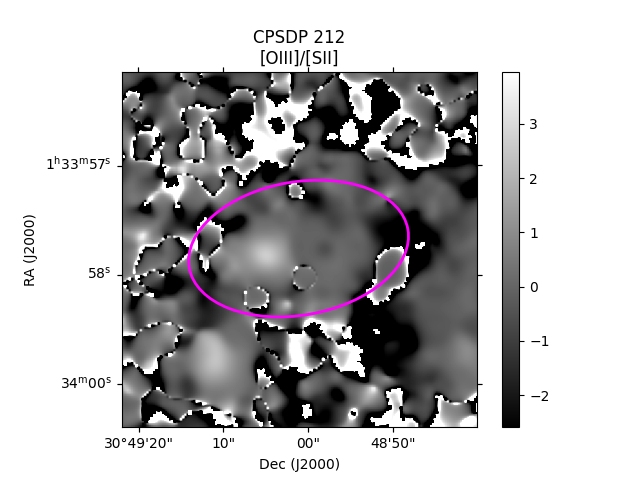 CPSDP 212
[OIII]/[SII]
1ʰ33ᵐ57ˢ
58ˢ
34ᵐ00ˢ
RA (J2000)
30°49'20" 10" 00" 48'50"
Dec (J2000)
3
2
1
0
−1
−2